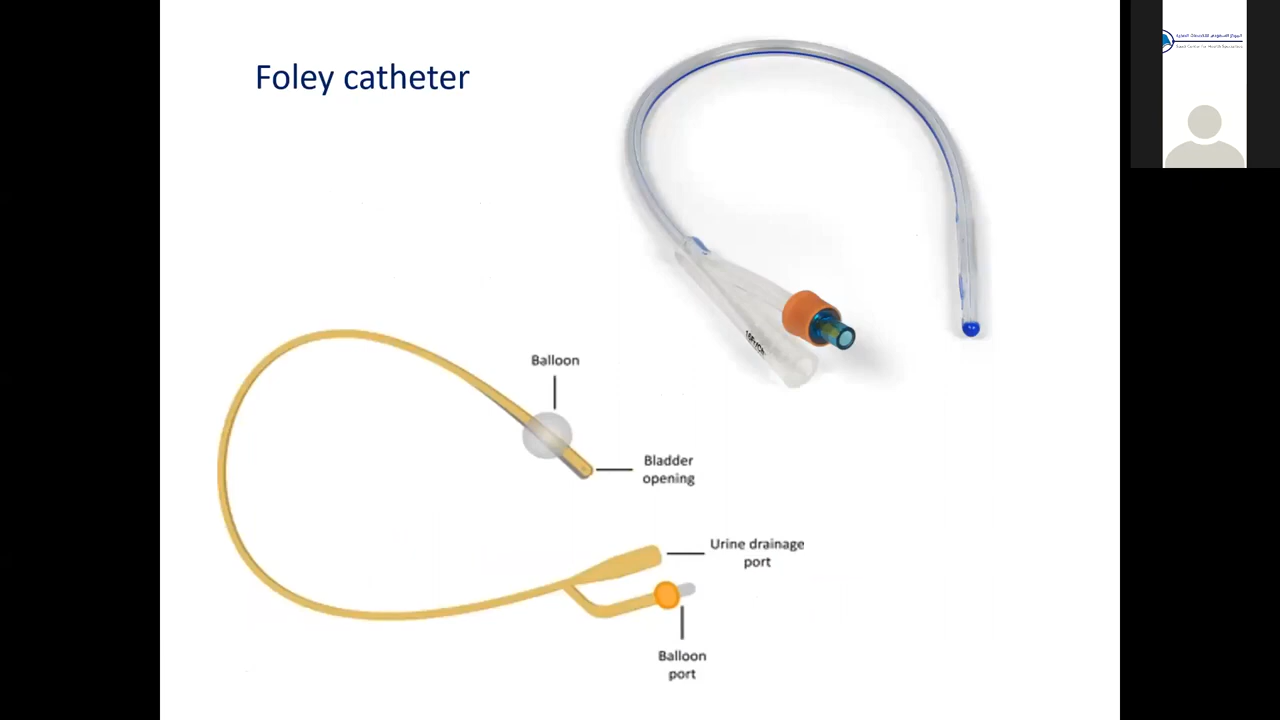 Foley catheter
Balloon
Bladder
opening
Urine drainage
port
Balloon
port